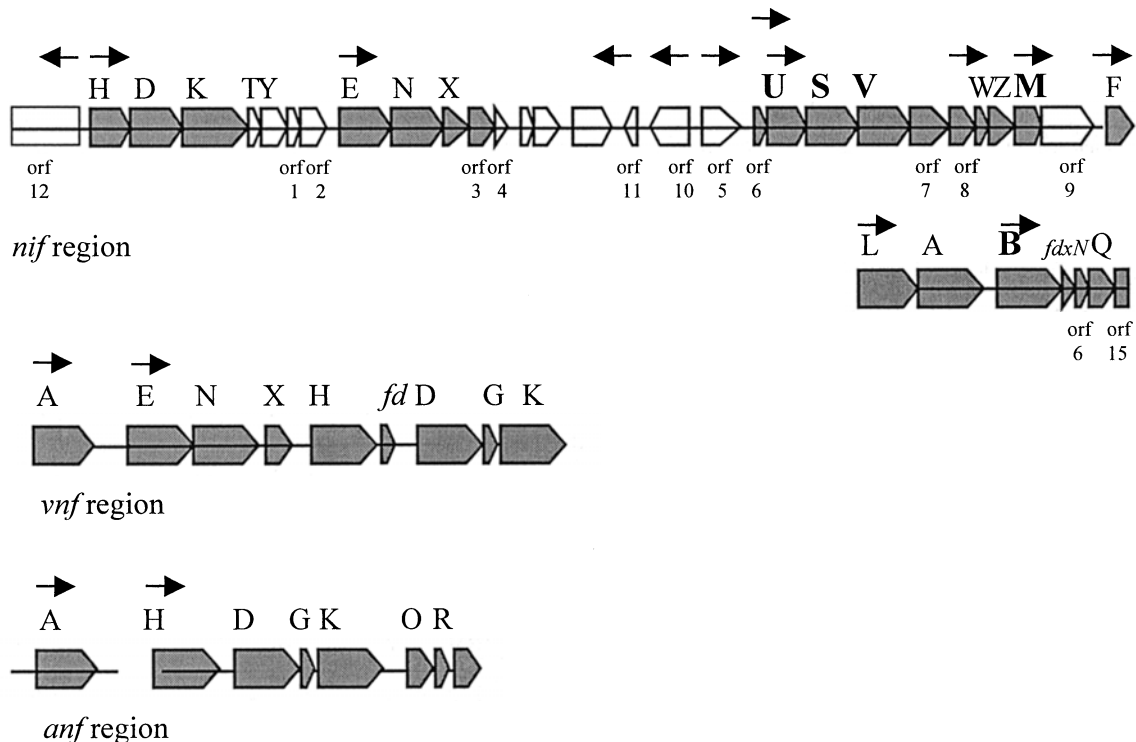 H D K TY E N X U S V WZ M F
orf orf orf orf orf orf orf orf orf orf orf orf
12 1 2 3 4 11 10 5 6 7 8 9
nif region
L A B fdxN Q
orf orf
6 15
A E N X H fd D G K
vnf region
A H D G K O R
anf region